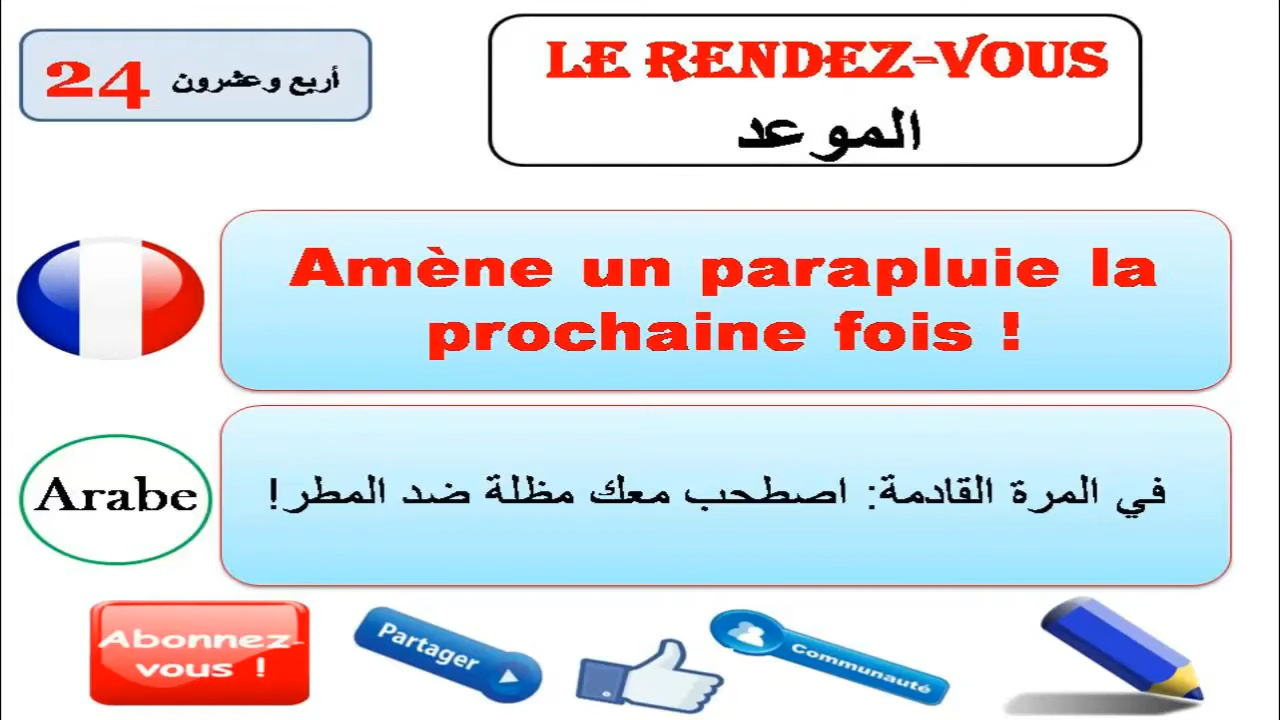 24 أربع وعشرون
LE RENDEZ-VOUS
الموعد
Amène un parapluie la
prochaine fois !
Arabe
في المرة القادمة: اصطحب معك مظلة ضد المطر!
Abonnez-
vous !
Partager
Communauté